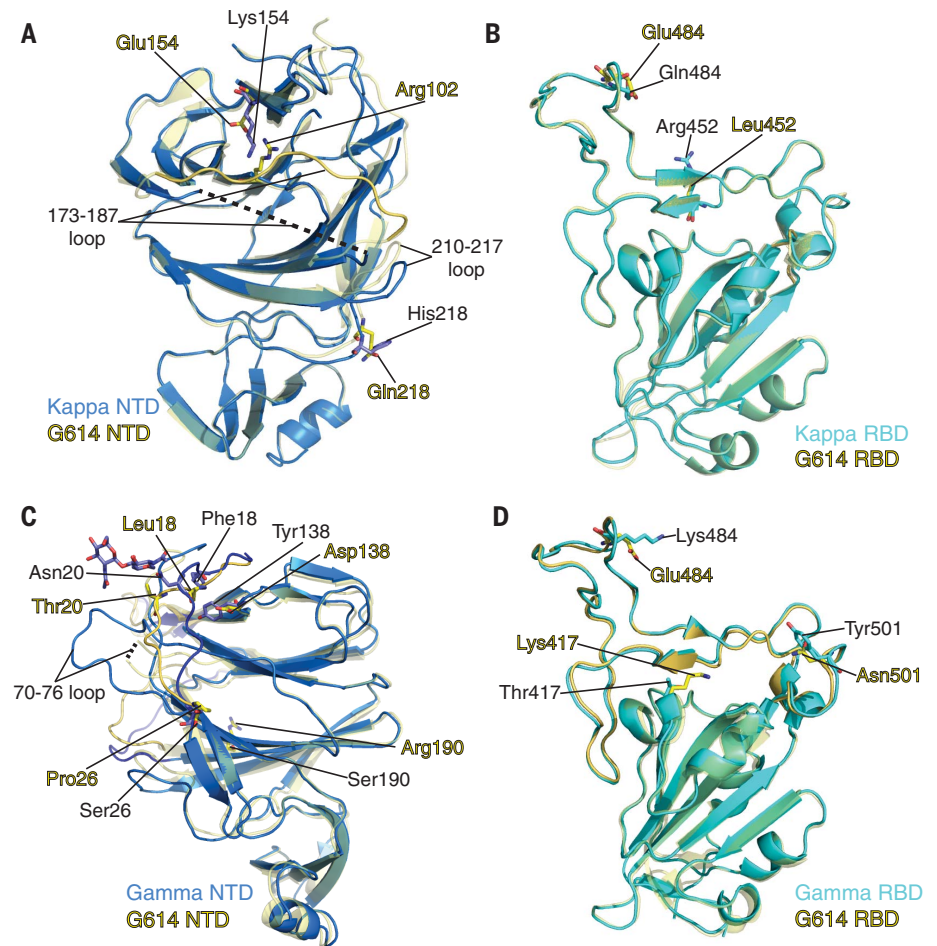 A
Lys154
Glu154
Arg102
173-187
loop
210-217
loop
His218
Gln218
Kappa NTD
G614 NTD
B
Glu484
Gln484
Arg452
Leu452
Kappa RBD
G614 RBD
C
Leu18
Phe18
Tyr138
Asp138
Asn20
Thr20
70-76 loop
Arg190
Pro26
Ser190
Ser26
Gamma NTD
G614 NTD
D
Lys484
Glu484
Lys417
Tyr501
Asn501
Thr417
Gamma RBD
G614 RBD